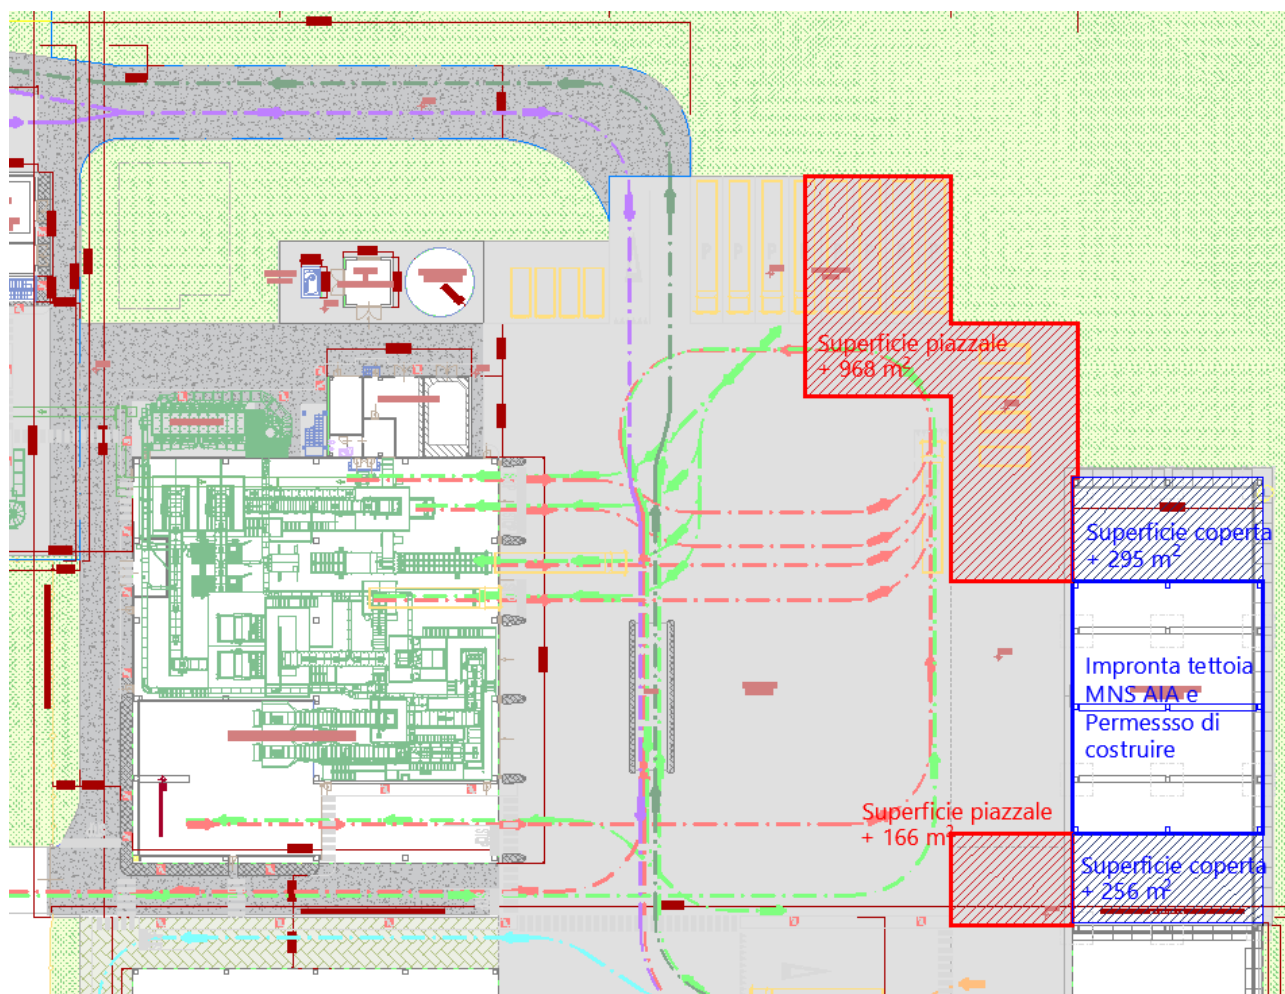 P
P
P
P
Superficie piazzale
+ 968 m²
Superficie coperta
+ 295 m²
Impronta tettoia
MNS AIA e
Permessso di
costruire
Superficie piazzale
+ 166 m²
STOP
Superficie coperta
+ 256 m²